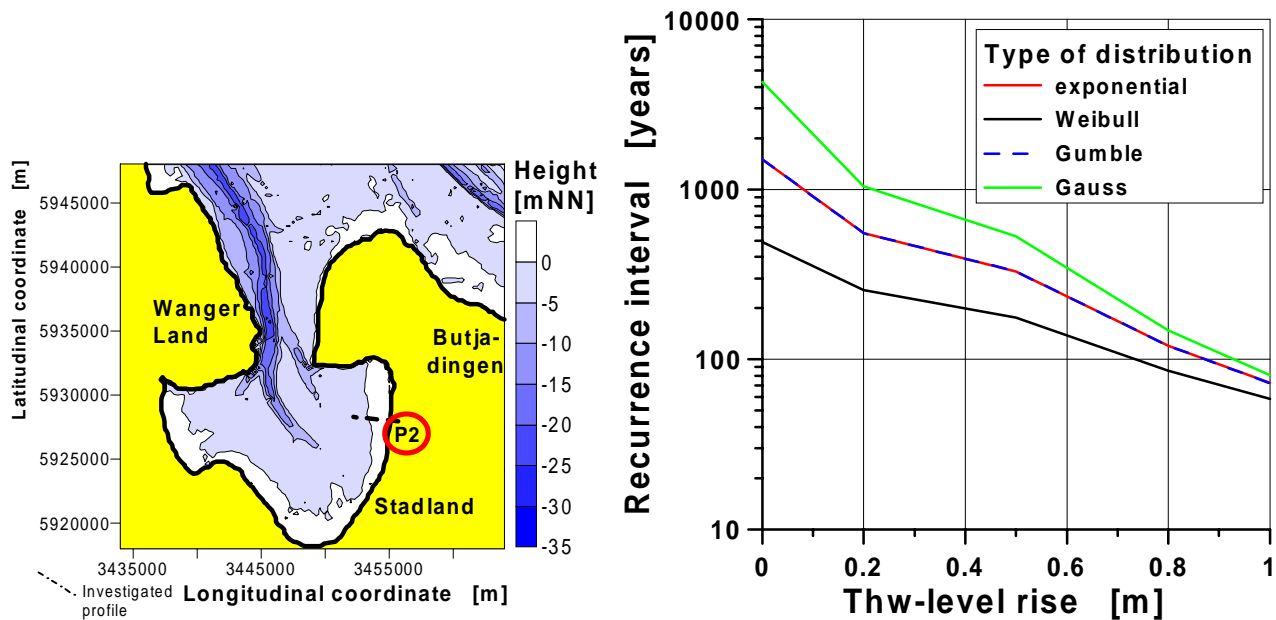 Latitudinal coordinate [m]
5945000
5940000
5935000
5930000
5925000
5920000
Wanger
Land
Butja-
dingen
P2
Stadland
3435000 3445000 3455000
Longitudinal coordinate [m]
Investigated
profile
Height
[mNN]
0
-5
-10
-15
-20
-25
-30
-35
Recurrence interval [years]
10000
1000
100
10
Type of distribution
exponential
Weibull
Gumble
Gauss
0 0.2 0.4 0.6 0.8 1
Thw-level rise [m]